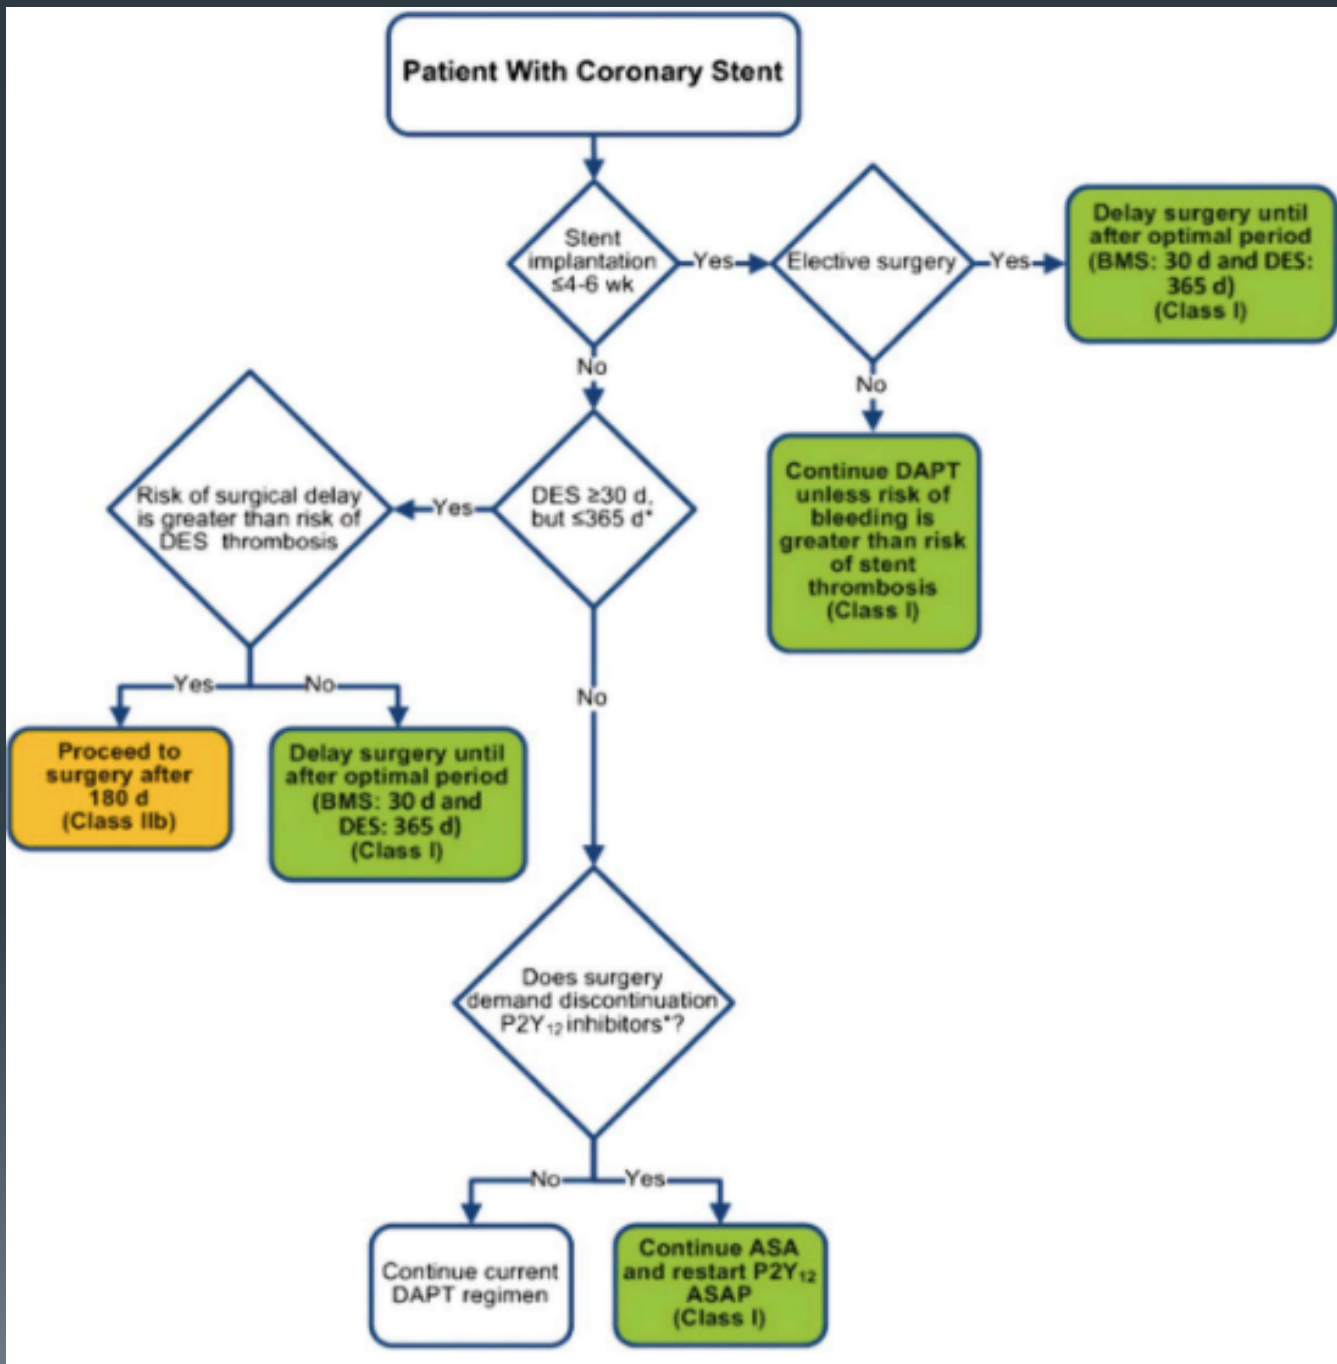 Patient With Coronary Stent
Stent
implantation
≤4-6 wk
Yes
Elective surgery
Yes
Delay surgery until
after optimal period
(BMS: 30 d and DES:
365 d)
(Class I)
No
No
Continue DAPT
unless risk of
bleeding is
greater than risk
of stent
thrombosis
(Class I)
DES ≥30 d,
but ≤365 d*
Yes
Risk of surgical delay
is greater than risk of
DES thrombosis
Yes
No
Proceed to
surgery after
180 d
(Class IIb)
Delay surgery until
after optimal period
(BMS: 30 d and
DES: 365 d)
(Class I)
No
Does surgery
demand discontinuation
P2Y₁₂ inhibitors*?
No
Yes
Continue current
DAPT regimen
Continue ASA
and restart P2Y₁₂
ASAP
(Class I)